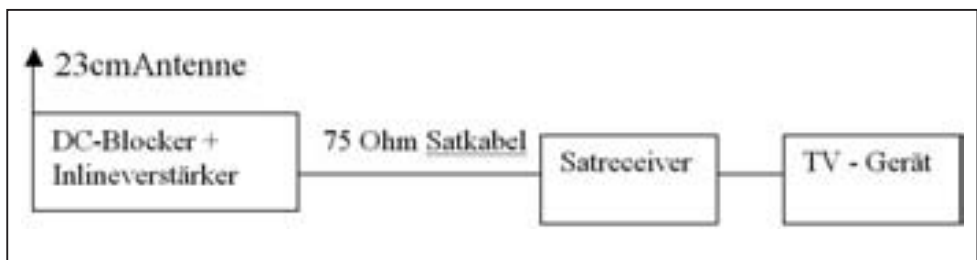 23cmAntenne
DC-Blocker +
Inlineverstärker
75 Ohm Satkabel
Satreceiver
TV - Gerät